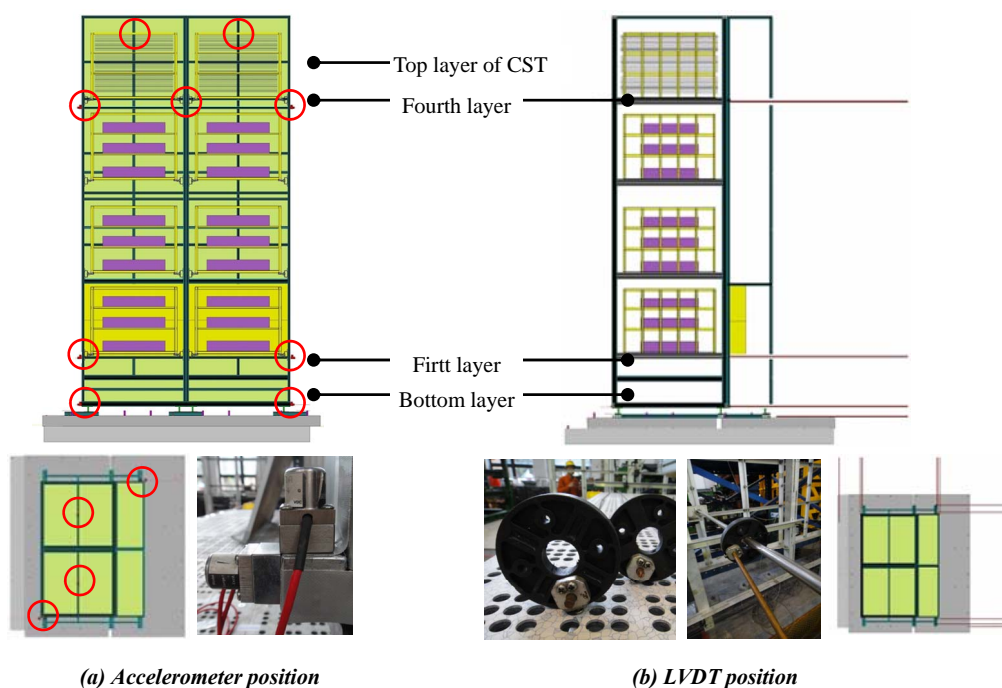 Top layer of CST
Fourth layer
Firtt layer
Bottom layer
(a) Accelerometer position
(b) LVDT position